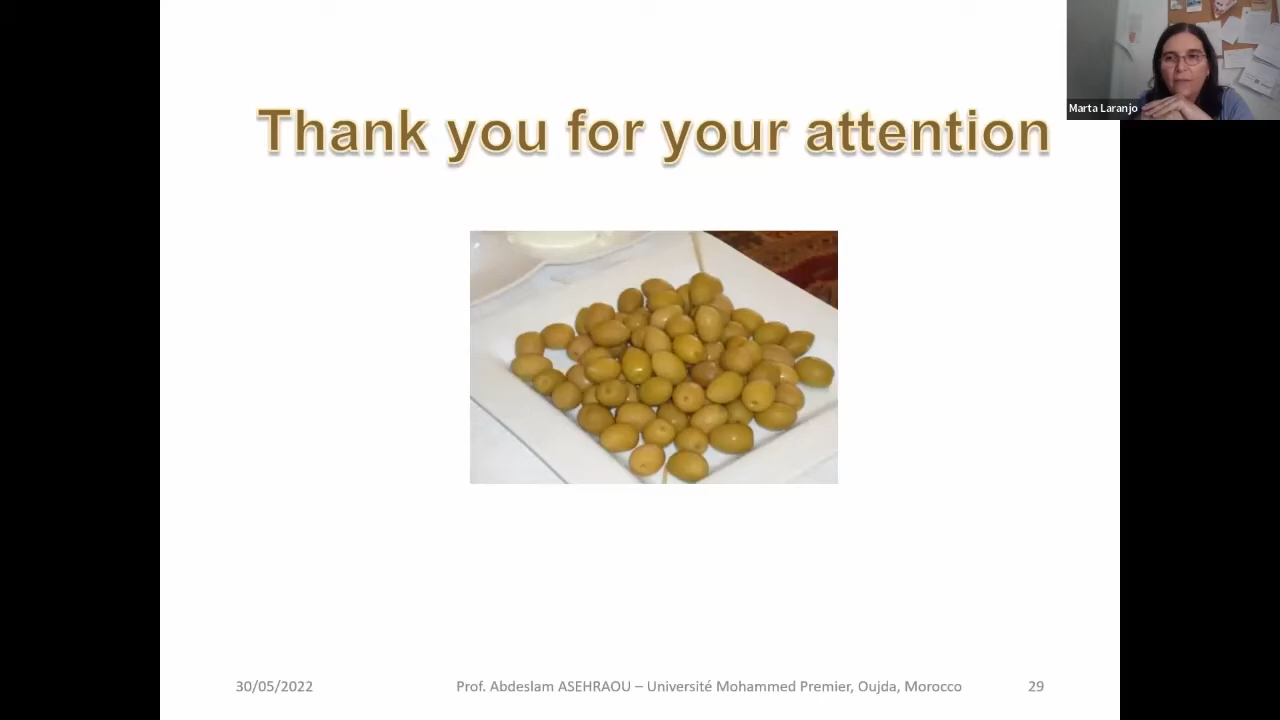 Marta Laranjo
Thank you for your attention
30/05/2022
Prof. Abdeslam ASEHRAOU – Université Mohammed Premier, Oujda, Morocco
29